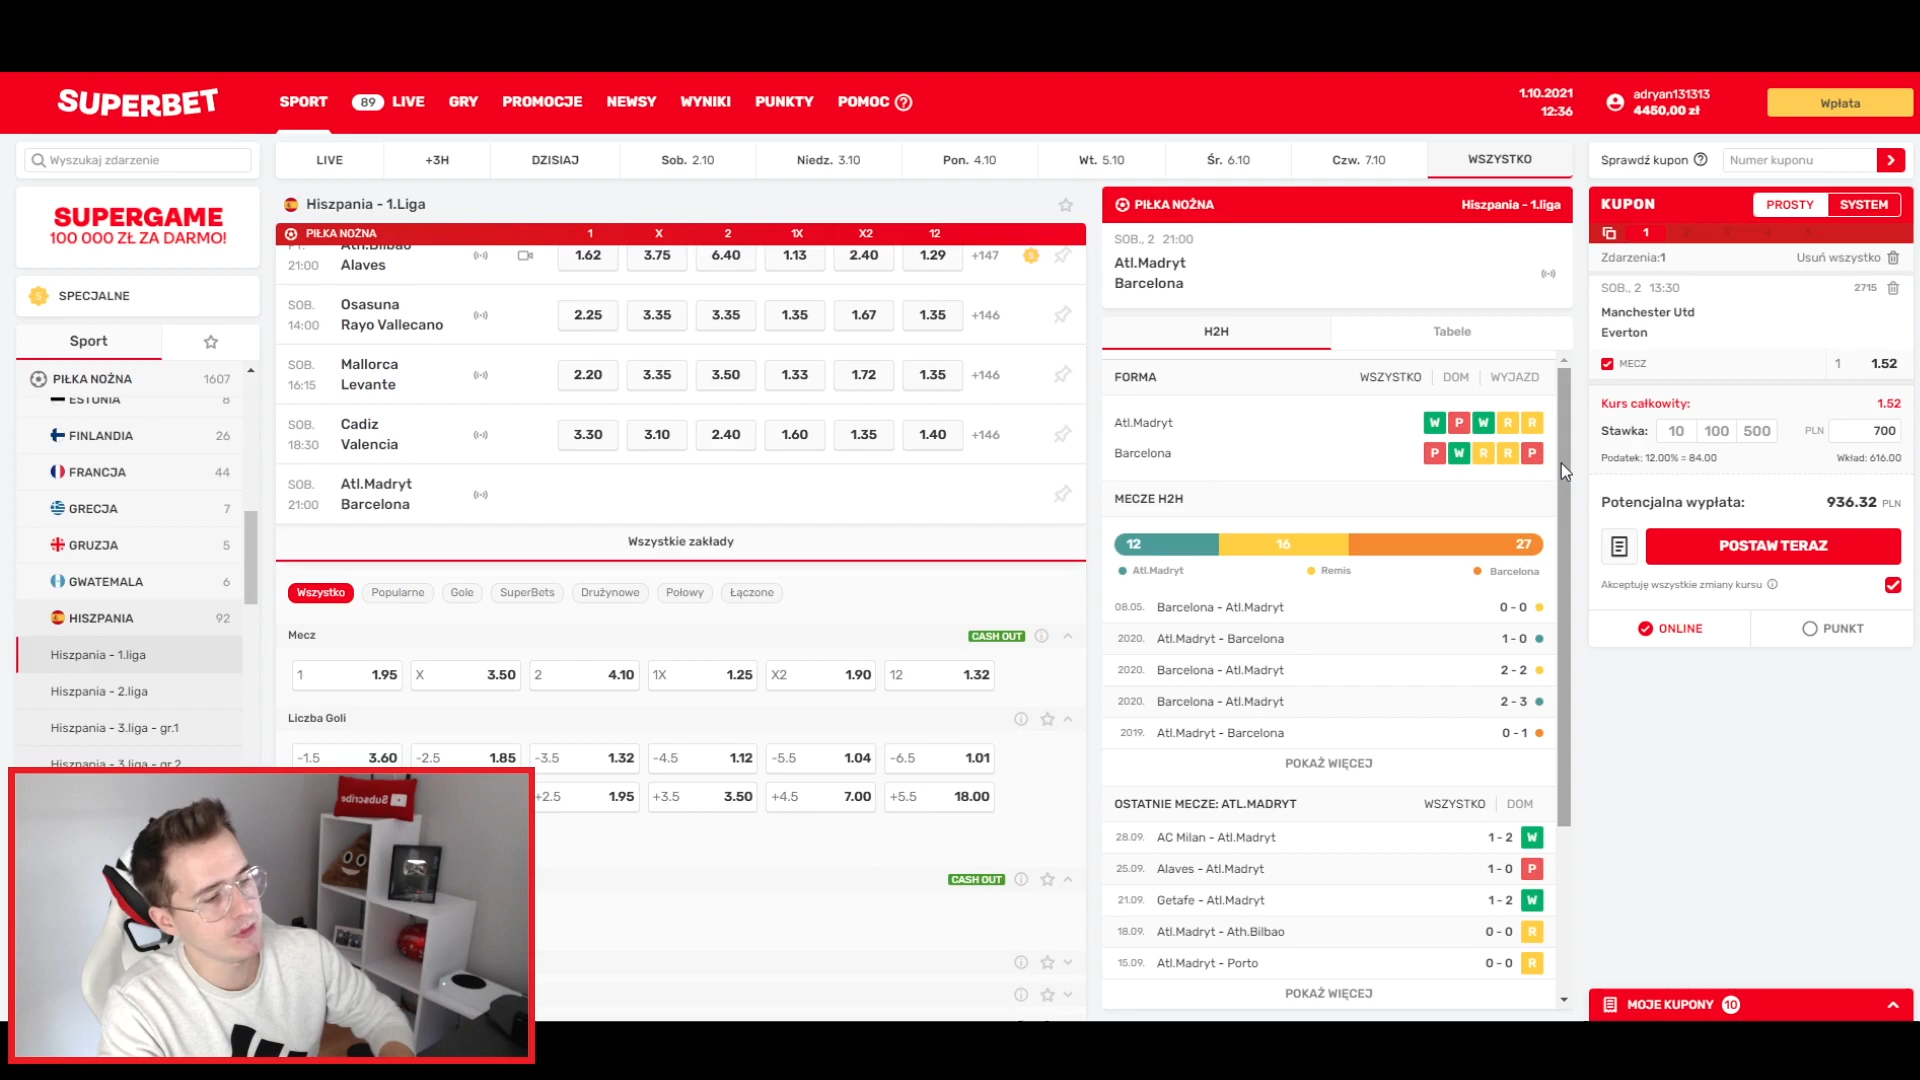 SUPERBET
SPORT 89 LIVE GRY PROMOCJE NEWSY WYNIKI PUNKTY POMOC ?
1.10.2021
12:36
adryan131313
4450,00 zł
Wpłata
Wyszukaj zdarzenie
LIVE +3H DZISIAJ Sob. 2.10 Niedz. 3.10 Pon. 4.10 Wt. 5.10 Śr. 6.10 Czw. 7.10 WSZYSTKO
Sprawdź kupon ? Numer kuponu
SUPERGAME
100 000 ZŁ ZA DARMO!
S SPECJALNE
Sport
PIŁKA NOŻNA 1607
ESTONIA 8
FINLANDIA 26
FRANCJA 44
GRECJA 7
GRUZJA 5
GWATEMALA 6
HISZPANIA 92
Hiszpania - 1.liga
Hiszpania - 2.liga
Hiszpania - 3.liga - gr.1
Hiszpania - 3.liga - gr.2
Hiszpania - 1.Liga
PIŁKA NOŻNA 1 X 2 1X X2 12
PT. Ath.Bilbao
21:00 Alaves 1.62 3.75 6.40 1.13 2.40 1.29 +147 S
SOB. Osasuna
14:00 Rayo Vallecano 2.25 3.35 3.35 1.35 1.67 1.35 +146
SOB. Mallorca
16:15 Levante 2.20 3.35 3.50 1.33 1.72 1.35 +146
SOB. Cadiz
18:30 Valencia 3.30 3.10 2.40 1.60 1.35 1.40 +146
SOB. Atl.Madryt
21:00 Barcelona
Wszystkie zakłady
Wszystko Popularne Gole SuperBets Drużynowe Połowy Łączone
Mecz CASH OUT
1 1.95 X 3.50 2 4.10 1X 1.25 X2 1.90 12 1.32
Liczba Goli
-1.5 3.60 -2.5 1.85 -3.5 1.32 -4.5 1.12 -5.5 1.04 -6.5 1.01
+2.5 1.95 +3.5 3.50 +4.5 7.00 +5.5 18.00
CASH OUT
Subscribe
PIŁKA NOŻNA Hiszpania - 1.liga
SOB., 2 21:00
Atl.Madryt
Barcelona
H2H Tabele
FORMA WSZYSTKO DOM WYJAZD
Atl.Madryt W P W R R
Barcelona P W R R P
MECZE H2H
12 16 27
Atl.Madryt Remis Barcelona
08.05. Barcelona - Atl.Madryt 0 - 0
2020. Atl.Madryt - Barcelona 1 - 0
2020. Barcelona - Atl.Madryt 2 - 2
2020. Barcelona - Atl.Madryt 2 - 3
2019. Atl.Madryt - Barcelona 0 - 1
POKAŻ WIĘCEJ
OSTATNIE MECZE: ATL.MADRYT WSZYSTKO DOM
28.09. AC Milan - Atl.Madryt 1 - 2 W
25.09. Alaves - Atl.Madryt 1 - 0 P
21.09. Getafe - Atl.Madryt 1 - 2 W
18.09. Atl.Madryt - Ath.Bilbao 0 - 0 R
15.09. Atl.Madryt - Porto 0 - 0 R
POKAŻ WIĘCEJ
KUPON PROSTY SYSTEM
1 2 3 4 5
Zdarzenia:1 Usuń wszystko
SOB., 2 13:30 2715
Manchester Utd
Everton
MECZ 1 1.52
Kurs całkowity: 1.52
Stawka: 10 100 500 PLN 700
Podatek: 12.00% = 84.00 Wkład: 616.00
Potencjalna wypłata: 936.32 PLN
POSTAW TERAZ
Akceptuję wszystkie zmiany kursu
ONLINE PUNKT
MOJE KUPONY 10